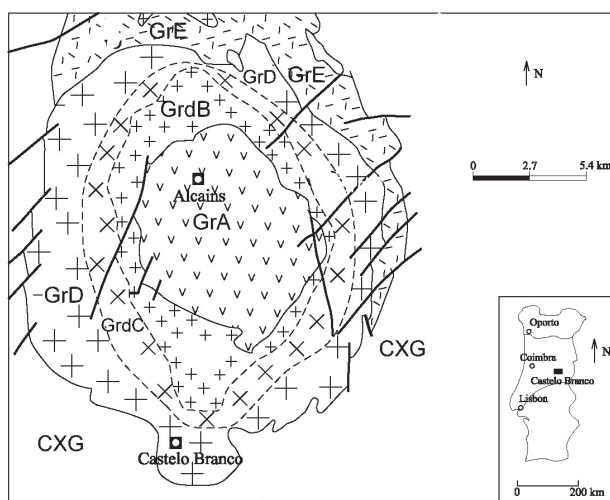 GrE
GrD
GrE
N
GrdB
0 2.7 5.4 km
Alcains
GrA
GrD
GrdC
CXG
N
Oporto
Coimbra
Castelo Branco
Lisbon
CXG
Castelo Branco
0 200 km